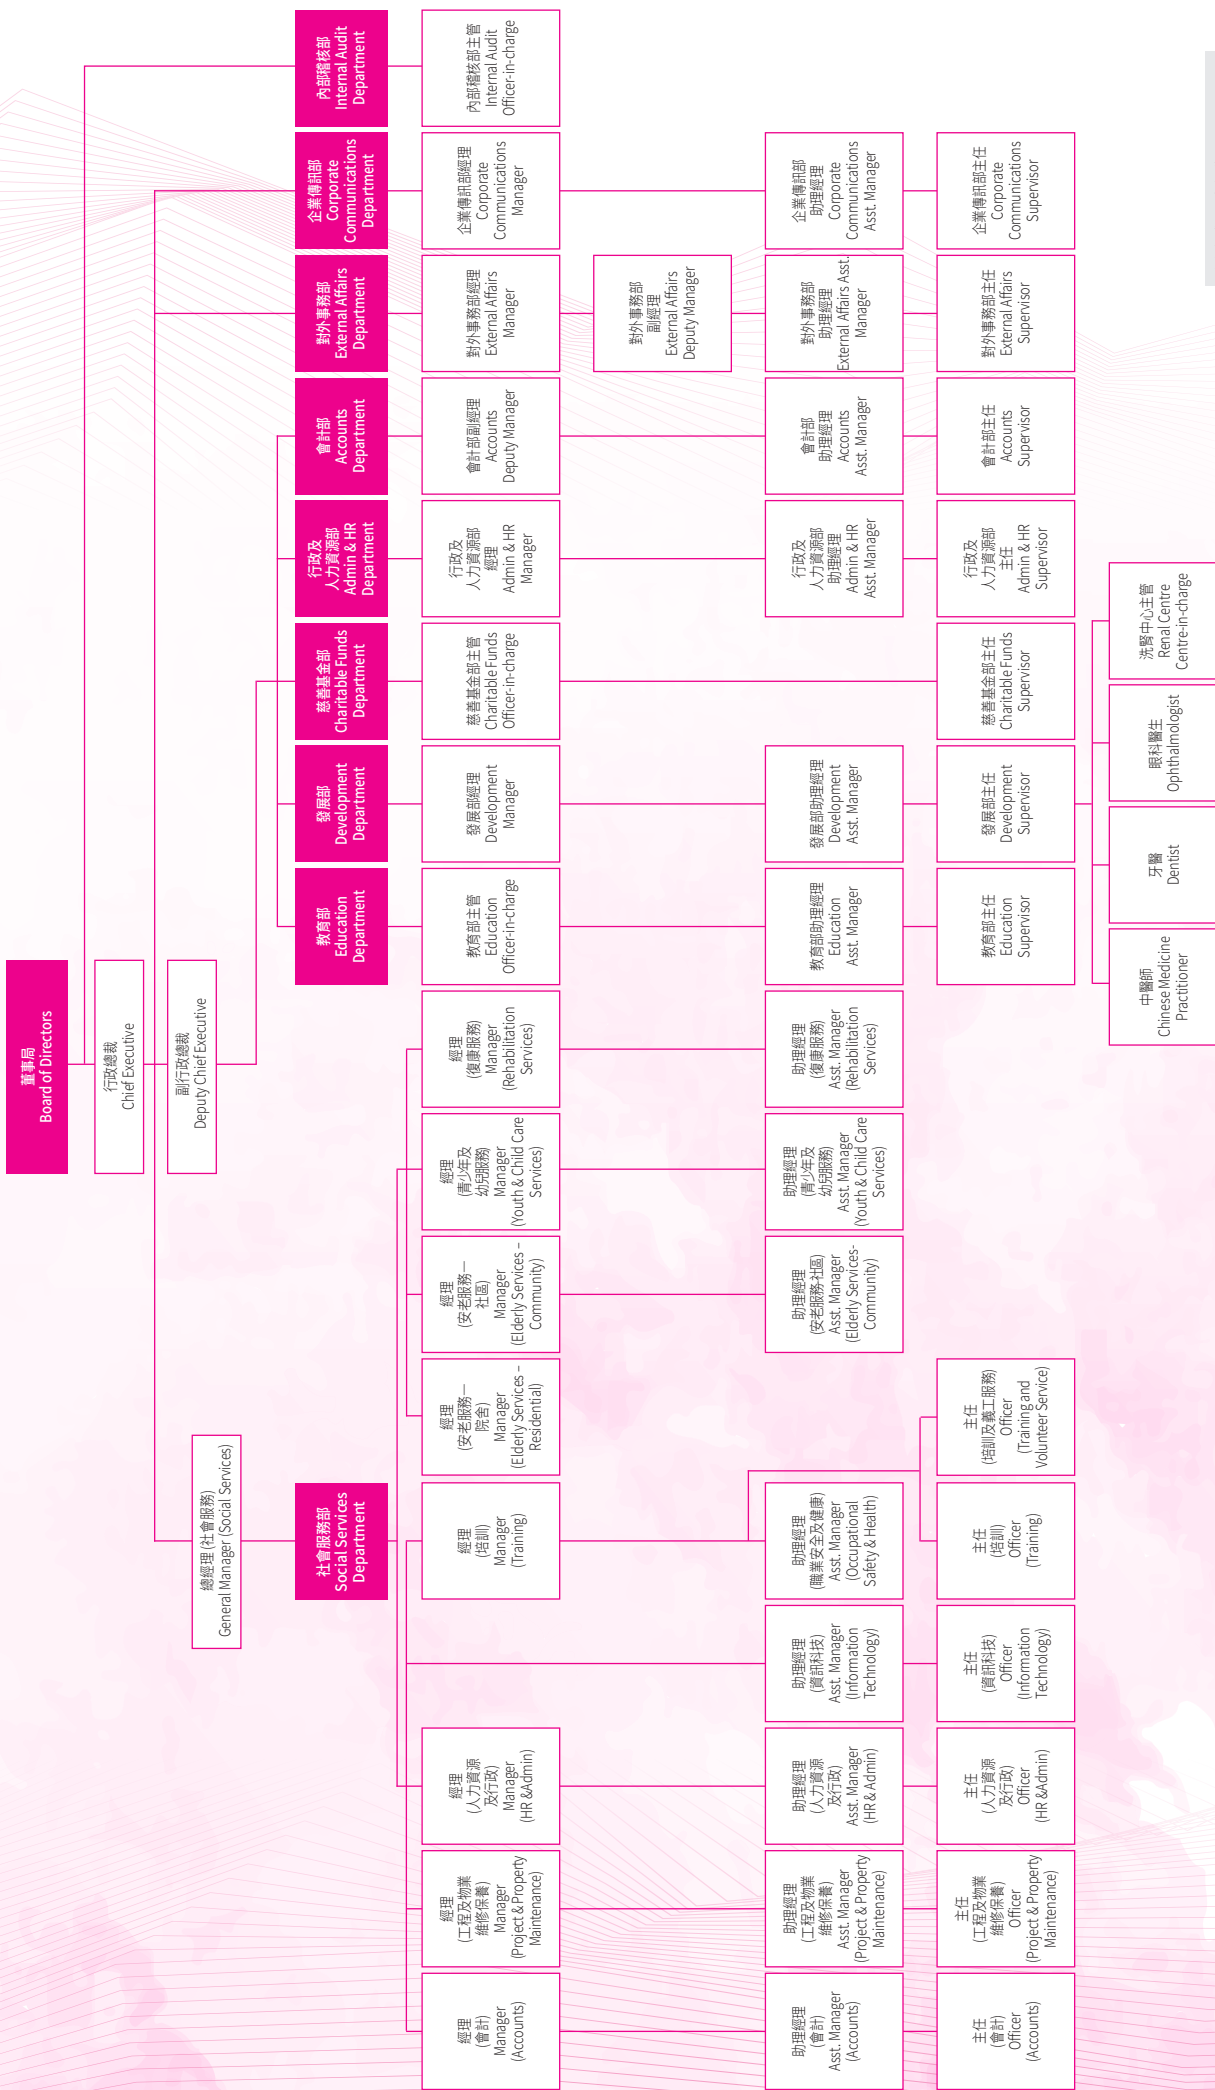 董事局
Board of Directors
行政總裁
Chief Executive
副行政總裁
Deputy Chief Executive
總經理 (社會服務)
General Manager (Social Services)
社會服務部
Social Services
Department
教育部
Education
Department
發展部
Development
Department
慈善基金部
Charitable Funds
Department
行政及
人力資源部
Admin & HR
Department
會計部
Accounts
Department
對外事務部
External Affairs
Department
企業傳訊部
Corporate
Communications
Department
內部稽核部
Internal Audit
Department
經理
(會計)
Manager
(Accounts)
經理
(工程及物業
維修保養)
Manager
(Project & Property
Maintenance)
經理
(人力資源
及行政)
Manager
(HR &Admin)
經理
(培訓)
Manager
(Training)
經理
(安老服務—
院舍)
Manager
(Elderly Services –
Residential)
經理
(安老服務—
社區)
Manager
(Elderly Services –
Community)
經理
(青少年及
幼兒服務)
Manager
(Youth & Child Care
Services)
經理
(復康服務)
Manager
(Rehabilitation
Services)
教育部主管
Education
Officer-in-charge
發展部經理
Development
Manager
慈善基金部主管
Charitable Funds
Officer-in-charge
行政及
人力資源部
經理
Admin & HR
Manager
會計部副經理
Accounts
Deputy Manager
對外事務部經理
External Affairs
Manager
企業傳訊部經理
Corporate
Communications
Manager
內部稽核部主管
Internal Audit
Officer-in-charge
對外事務部
副經理
External Affairs
Deputy Manager
助理經理
(會計)
Asst. Manager
(Accounts)
助理經理
(工程及物業
維修保養)
Asst. Manager
(Project & Property
Maintenance)
助理經理
(人力資源
及行政)
Asst. Manager
(HR & Admin)
助理經理
(資訊科技)
Asst. Manager
(Information
Technology)
助理經理
(職業安全及健康)
Asst. Manager
(Occupational
Safety & Health)
助理經理
(安老服務-社區)
Asst. Manager
(Elderly Services-
Community)
助理經理
(青少年及
幼兒服務)
Asst. Manager
(Youth & Child Care
Services)
助理經理
(復康服務)
Asst. Manager
(Rehabilitation
Services)
教育部助理經理
Education
Asst. Manager
發展部助理經理
Development
Asst. Manager
行政及
人力資源部
助理經理
Admin & HR
Asst. Manager
會計部
助理經理
Accounts
Asst. Manager
對外事務部
助理經理
External Affairs Asst.
Manager
企業傳訊部
助理經理
Corporate
Communications
Asst. Manager
主任
(會計)
Officer
(Accounts)
主任
(工程及物業
維修保養)
Officer
(Project & Property
Maintenance)
主任
(人力資源
及行政)
Officer
(HR &Admin)
主任
(資訊科技)
Officer
(Information
Technology)
主任
(培訓)
Officer
(Training)
主任
(培訓及義工服務)
Officer
(Training and
Volunteer Service)
教育部主任
Education
Supervisor
發展部主任
Development
Supervisor
慈善基金部主任
Charitable Funds
Supervisor
行政及
人力資源部
主任
Admin & HR
Supervisor
會計部主任
Accounts
Supervisor
對外事務部主任
External Affairs
Supervisor
企業傳訊部主任
Corporate
Communications
Supervisor
中醫師
Chinese Medicine
Practitioner
牙醫
Dentist
眼科醫生
Ophthalmologist
洗腎中心主管
Renal Centre
Centre-in-charge